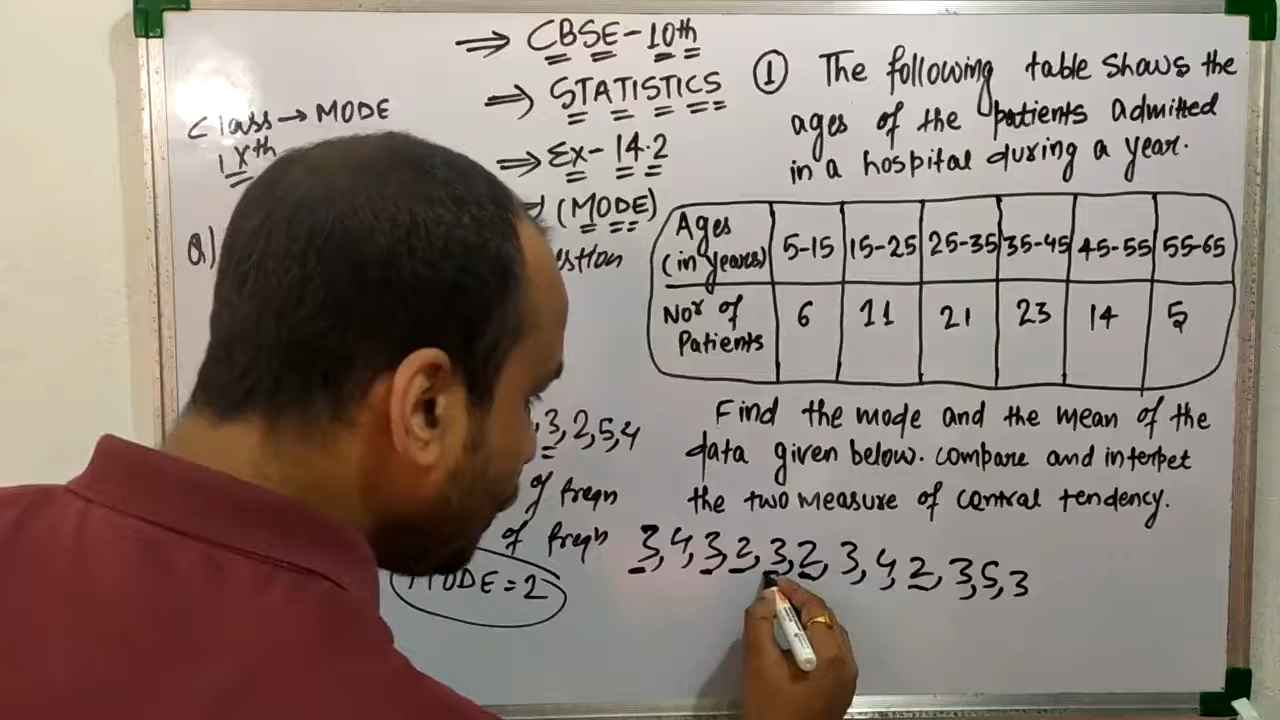 ⇒ CBSE-10th
⇒ STATISTICS
⇒ Ex-14.2
(MODE)
Class → MODE
IXth
Q)
3, 2, 5, 4
of freqn
of freqn
MODE = 2
① The following table shows the
ages of the patients admitted
in a hospital during a year.
Ages (in years) 5-15 15-25 25-35 35-45 45-55 55-65
Nor of Patients 6 11 21 23 14 5
Find the mode and the mean of the
data given below. compare and interpet
the two measure of central tendency.
3, 4, 3, 2, 3, 2, 3, 4, 2, 3, 5, 3